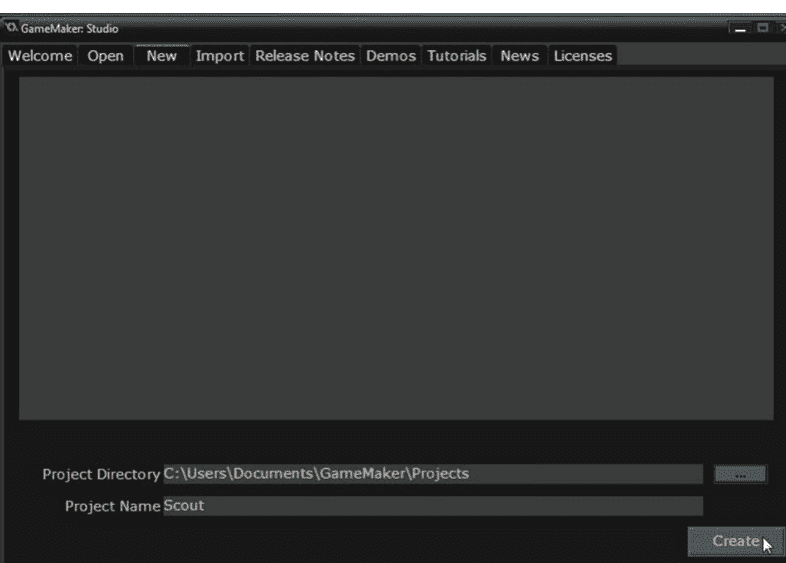 GameMaker: Studio
Welcome Open New Import Release Notes Demos Tutorials News Licenses
Project Directory C:\Users\Documents\GameMaker\Projects ...
Project Name Scout
Create